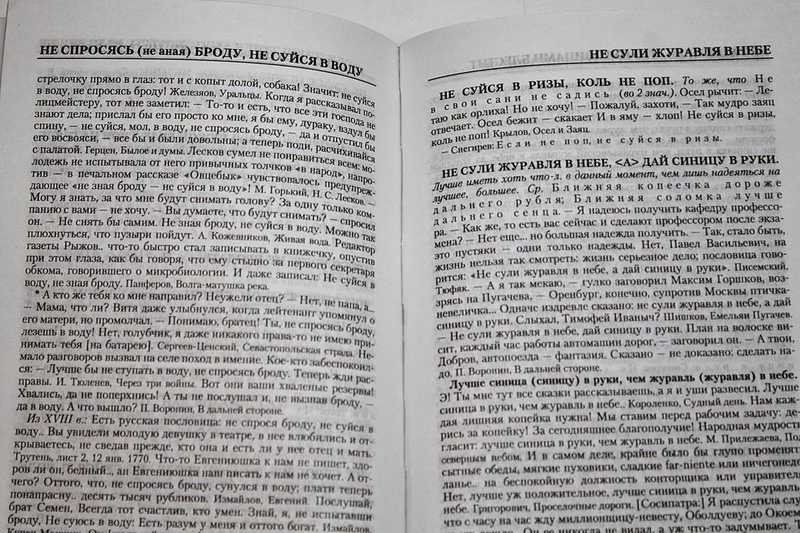 НЕ СПРОСЯСЬ (не зная) БРОДУ, НЕ СУЙСЯ В ВОДУ
стрелочку прямо в глаз: тот и с копыт долой, собака! Значит: не суйся
в воду, не спросясь броду! Железнов, Уральцы. Когда я рассказывал по-
лицмейстеру, тот мне заметил: — То-то и есть, что все эти господа не
знают дела; прислал бы его просто ко мне, я бы ему, дураку, вздул бы
спину, — не суйся, мол, в воду, не спросясь броду, — да и отпустил бы
его восвояси, — все бы и были довольны; а теперь поди, расчихивайся
с палатой. Герцен, Былое и думы. Лесков сумел не понравиться всем: мо-
лодежь не испытывала от него привычных толчков «в народ», напро-
тив — в печальном рассказе «Овцебык» чувствовалось предупреж-
дающее «не зная броду — не суйся в воду»! М. Горький, Н. С. Лесков. —
Могу я знать, за что мне будут снимать голову? За одну только ком-
панию с вами — не хочу. — Вы думаете, что будут снимать? — спросил
он. — Не снять бы самим. Не зная броду, не суйся в воду. Можно так
плюхнуться, что пузыри пойдут. А. Кожевников, Живая вода. Редактор
газеты Рыжов.. что-то быстро стал записывать в книжечку, опустив
при этом глаза, как бы говоря, что ему стыдно за первого секретаря
обкома, говорившего о микробиологии. И даже записал: Не суйся в
воду, не зная броду. Панферов, Волга-матушка река.
* А кто же тебя ко мне направил? Неужели отец? — Нет, не папа, а..
— Мама, что ли? Витя даже улыбнулся, когда лейтенант упомянул о
его матери, но промолчал. — Понимаю, братец! Ты, не спросясь броду,
лезешь в воду! Нет, голубчик, я даже никакого права-то не имею при-
нимать тебя [на батарею]. Сергеев-Ценский, Севастопольская страда. Не-
мало разговоров вызвал на селе поход в имение. Кое-кто забеспокоил-
ся: — Лучше бы не ступать в воду, не спросясь броду. Теперь жди рас-
правы. И. Тюленев, Через три войны. Вот они ваши хваленые резервы!
Хвались, да не поперхнись! А ты не послушал и, не вызнав броду, —
да в воду. А что вышло? П. Воронин, В дальней стороне.
Из XVIII в.: Есть русская пословица: не спрося броду, не суйся в
воду.. Вы увидели молодую девушку в театре, в нее влюбились и от-
крываетесь, не сведав прежде, кто она и есть ли у нее отец и мать.
Трутень, лист 2, 12 янв. 1770. Что-то Евгенюшка к нам не пишет, здо-
ров ли он, бедный.., ан Евгенюшка наш писать к нам не хочет. А от-
чего? Оттого, что, не спросясь броду, сунулся в воду; плати теперь
понапрасну.. десять тысяч рубликов. Измайлов, Евгений. Послушай,
брат Семен, Всегда тот счастлив, кто умен. Знай, я, не испытавши
броду, Не суюсь в воду: Есть разум у меня и оттого богат. Измайлов,
НЕ СУЛИ ЖУРАВЛЯ В НЕБЕ
НЕ СУЙСЯ В РИЗЫ, КОЛЬ НЕ ПОП. То же, что Не
в свои сани не садись (во 2 знач.). Осел рычит: — Ле-
таю как орлиха! Но не хочу! — Пожалуй, захоти, — Так мудро заяц
отвечает. Осел бежит — скакает И в яму — хлоп! Не суйся в ризы,
коль не поп! Крылов, Осел и Заяц.
— Снегирев: Если не поп, не суйся в ризы.
НЕ СУЛИ ЖУРАВЛЯ В НЕБЕ, <А> ДАЙ СИНИЦУ В РУКИ.
Лучше иметь хоть что-л. в данный момент, чем лишь надеяться на
лучшее, большее. Ср. Ближняя копеечка дороже
дальнего рубля; Ближняя соломка лучше
дальнего сенца. — Я надеюсь получить кафедру профессо-
ра. — Как же, то есть вас сейчас и сделают профессором после экза-
мена? — Нет еще.. но большая надежда получить. — Так, стало быть,
это пустяки — одни только надежды. Нет, Павел Васильевич, на
жизнь нельзя так смотреть: жизнь серьезное дело; пословица гово-
рится: «Не сули журавля в небе, а дай синицу в руки». Писемский,
Тюфяк. — А я так мекаю, — гулко заговорил Максим Горшков, воз-
зрясь на Пугачева, — Оренбург, конечно, супротив Москвы птичка-
невеличка... Одначе издревле сказано: не сули журавля в небе, а дай
синицу в руки. Слыхал, Тимофей Иваныч? Шишков, Емельян Пугачев.
— Не сули журавля в небе, дай синицу в руки. План на волоске ви-
сит, каждый час работы автомашин дорог, — заговорил он. — А твои,
Добров, автопоезда — фантазия. Сказано — не доказано: сделать на-
до. П. Воронин, В дальней стороне.
Лучше синица (синицу) в руки, чем журавль (журавля) в небе.
Э! Ты мне тут все сказки рассказываешь, а я и уши развесил. Лучше
синица в руки, чем журавль в небе.. Короленко, Судный день. Нам каж-
дая лишняя копейка нужна! Мы ставим перед рабочим задачу: де-
рись за копейку! За сегодняшнее благополучие! Народная мудрость
гласит: лучше синица в руки, чем журавль в небе. М. Прилежаева, Под
северным небом. И в самом деле, крайне было бы глупо променять
сытные обеды, мягкие пуховики, сладкие far-niente или ничегонеде-
ланье.. на беспокойную должность конторщика или управителя
Нет, лучше уж положительное, лучше синица в руки, чем журавль
небе. Григорович, Проселочные дороги. [Сосипатра:] Я распустила слу
что с часу на час жду миллионщицу-невесту, Оболдуеву; до Окоем